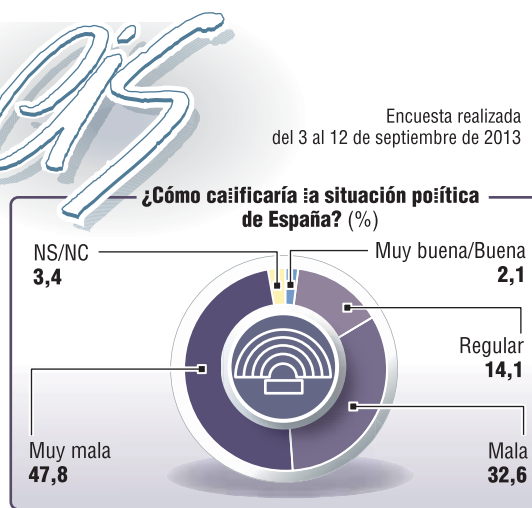 cis
Encuesta realizada
del 3 al 12 de septiembre de 2013
¿Cómo calificaría la situación política
de España? (%)
NS/NC
3,4
Muy buena/Buena
2,1
Regular
14,1
Muy mala
47,8
Mala
32,6